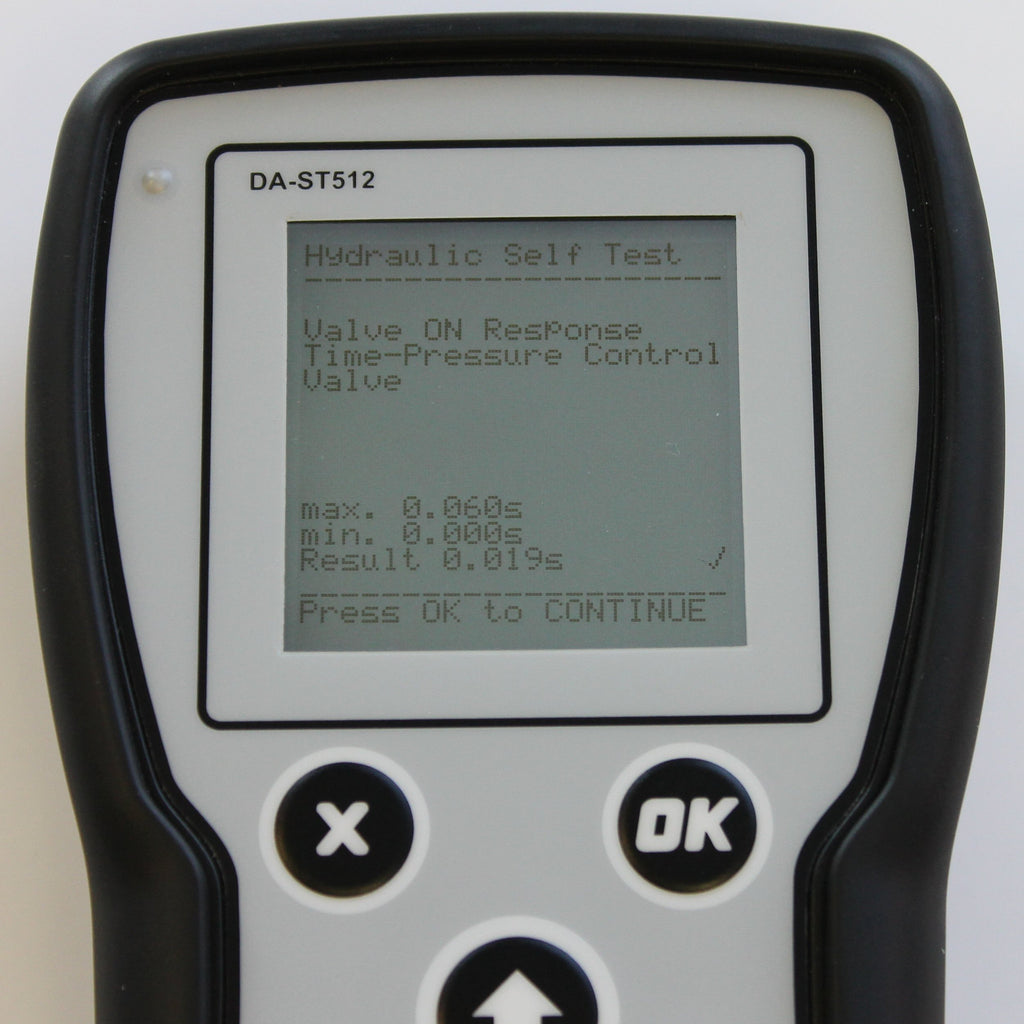 DA-ST512
Hydraulic Self Test
Valve ON Response
Time-Pressure Control
Valve
max. 0.060s
min. 0.000s
Result 0.019s ✓
Press OK to CONTINUE
X
OK